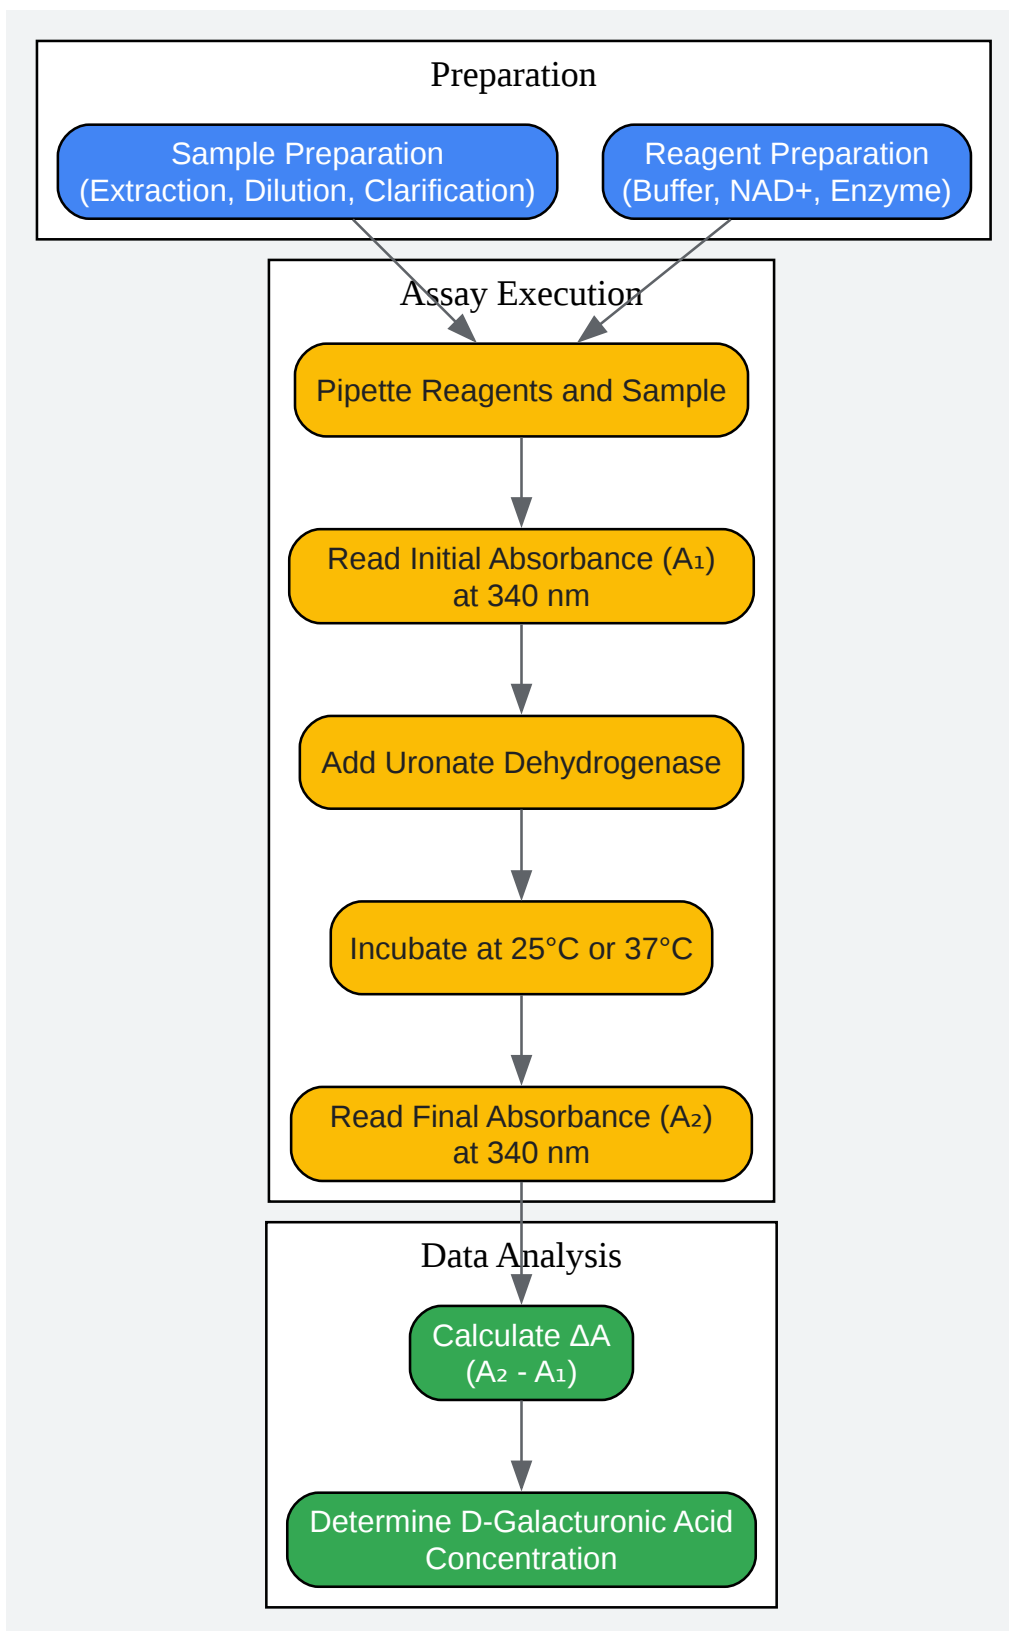 Preparation
Sample Preparation
(Extraction, Dilution, Clarification)
Reagent Preparation
(Buffer, NAD+, Enzyme)
Assay Execution
Pipette Reagents and Sample
Read Initial Absorbance (A₁)
at 340 nm
Add Uronate Dehydrogenase
Incubate at 25°C or 37°C
Read Final Absorbance (A₂)
at 340 nm
Data Analysis
Calculate ΔA
(A₂ - A₁)
Determine D-Galacturonic Acid
Concentration